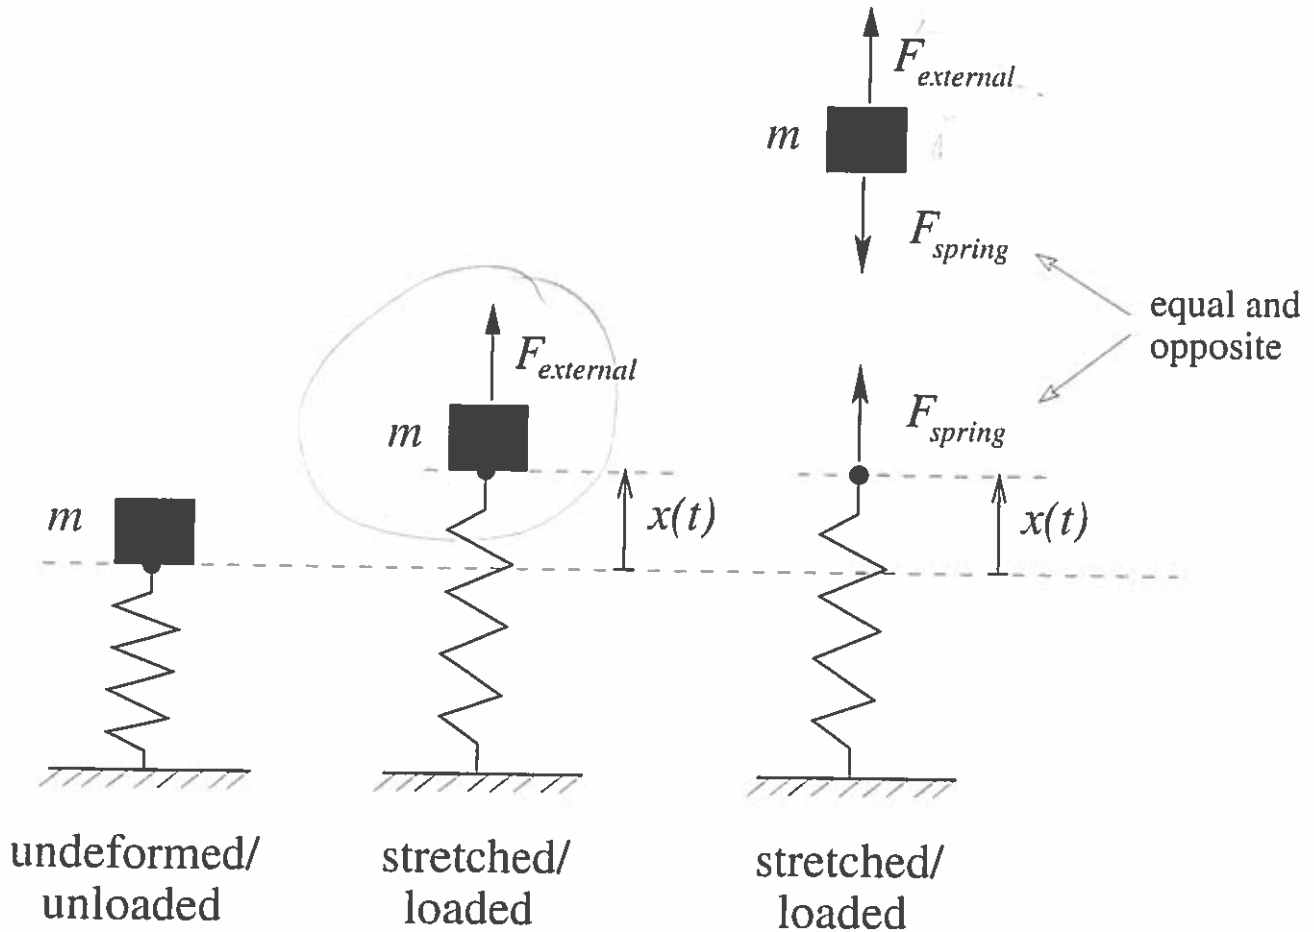 F_external
m
F_spring
equal and
opposite
F_external
m
F_spring
m
x(t)
x(t)
undeformed/
unloaded
stretched/
loaded
stretched/
loaded